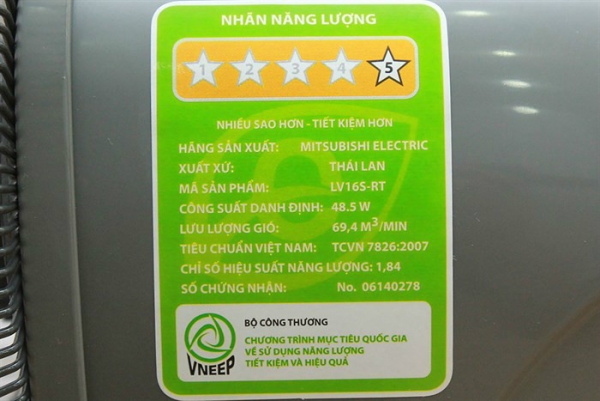 NHÃN NĂNG LƯỢNG
1 2 3 4 5
NHIỀU SAO HƠN - TIẾT KIỆM HƠN
HÃNG SẢN XUẤT: MITSUBISHI ELECTRIC
XUẤT XỨ: THÁI LAN
MÃ SẢN PHẨM: LV16S-RT
CÔNG SUẤT DANH ĐỊNH: 48.5 W
LƯU LƯỢNG GIÓ: 69,4 M³/MIN
TIÊU CHUẨN VIỆT NAM: TCVN 7826:2007
CHỈ SỐ HIỆU SUẤT NĂNG LƯỢNG: 1,84
SỐ CHỨNG NHẬN: No. 06140278
BỘ CÔNG THƯƠNG
CHƯƠNG TRÌNH MỤC TIÊU QUỐC GIA
VỀ SỬ DỤNG NĂNG LƯỢNG
TIẾT KIỆM VÀ HIỆU QUẢ
VNEEP